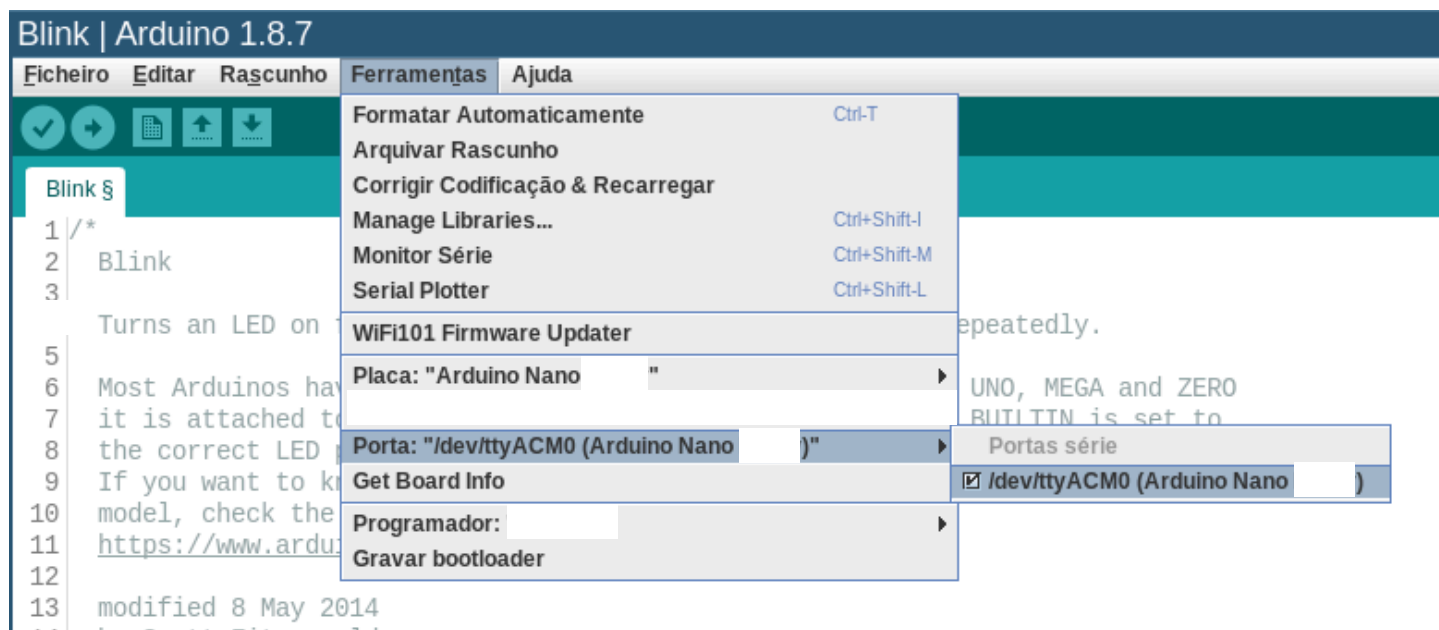 Blink | Arduino 1.8.7
Ficheiro Editar Rascunho Ferramentas Ajuda
Formatar Automaticamente Ctrl-T
Arquivar Rascunho
Corrigir Codificação & Recarregar
Manage Libraries... Ctrl+Shift-I
Monitor Série Ctrl+Shift-M
Serial Plotter Ctrl+Shift-L
WiFi101 Firmware Updater
Placa: "Arduino Nano "
Porta: "/dev/ttyACM0 (Arduino Nano )"
Get Board Info
Programador:
Gravar bootloader
Portas série
/dev/ttyACM0 (Arduino Nano )
Blink §
1 /*
2 Blink
3
Turns an LED on epeatedly.
5
6 Most Arduinos UNO, MEGA and ZERO
7 it is attached BUILTIN is set to
8 the correct LED
9 If you want to
10 model, check the
11 https://www.ardu
12
13 modified 8 May 2014